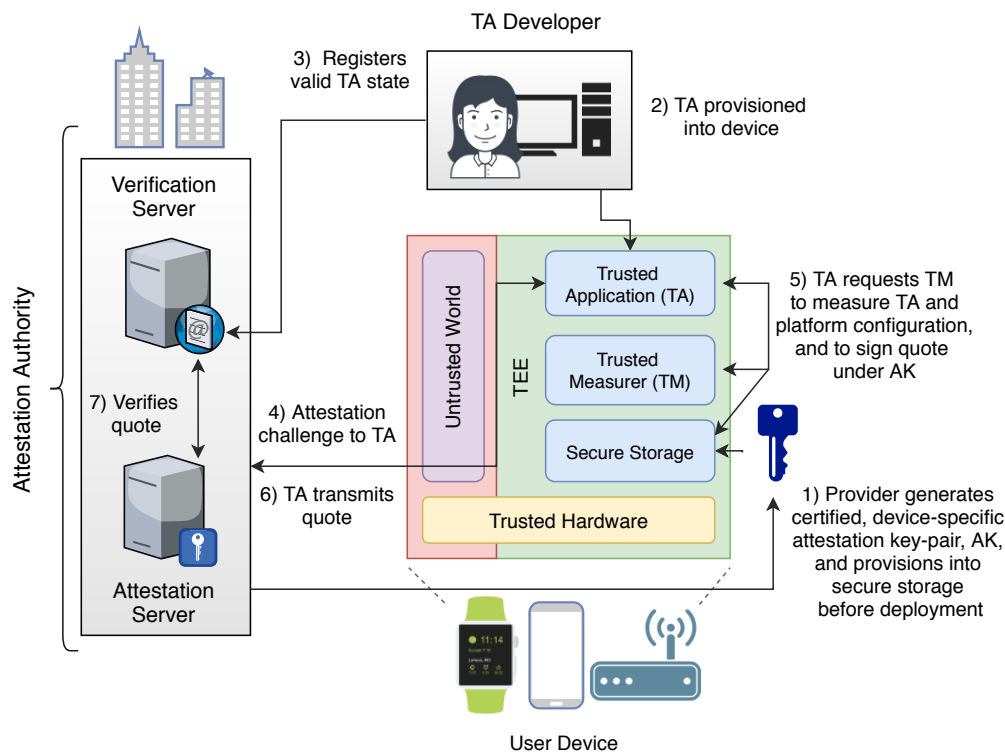 TA Developer
3) Registers
valid TA state
2) TA provisioned
into device
Attestation Authority
Verification
Server
@
7) Verifies
quote
Attestation
Server
4) Attestation
challenge to TA
6) TA transmits
quote
Untrusted World
TEE
Trusted
Application (TA)
Trusted
Measurer (TM)
Secure Storage
Trusted Hardware
5) TA requests TM
to measure TA and
platform configuration,
and to sign quote
under AK
1) Provider generates
certified, device-specific
attestation key-pair, AK,
and provisions into
secure storage
before deployment
11:14
User Device